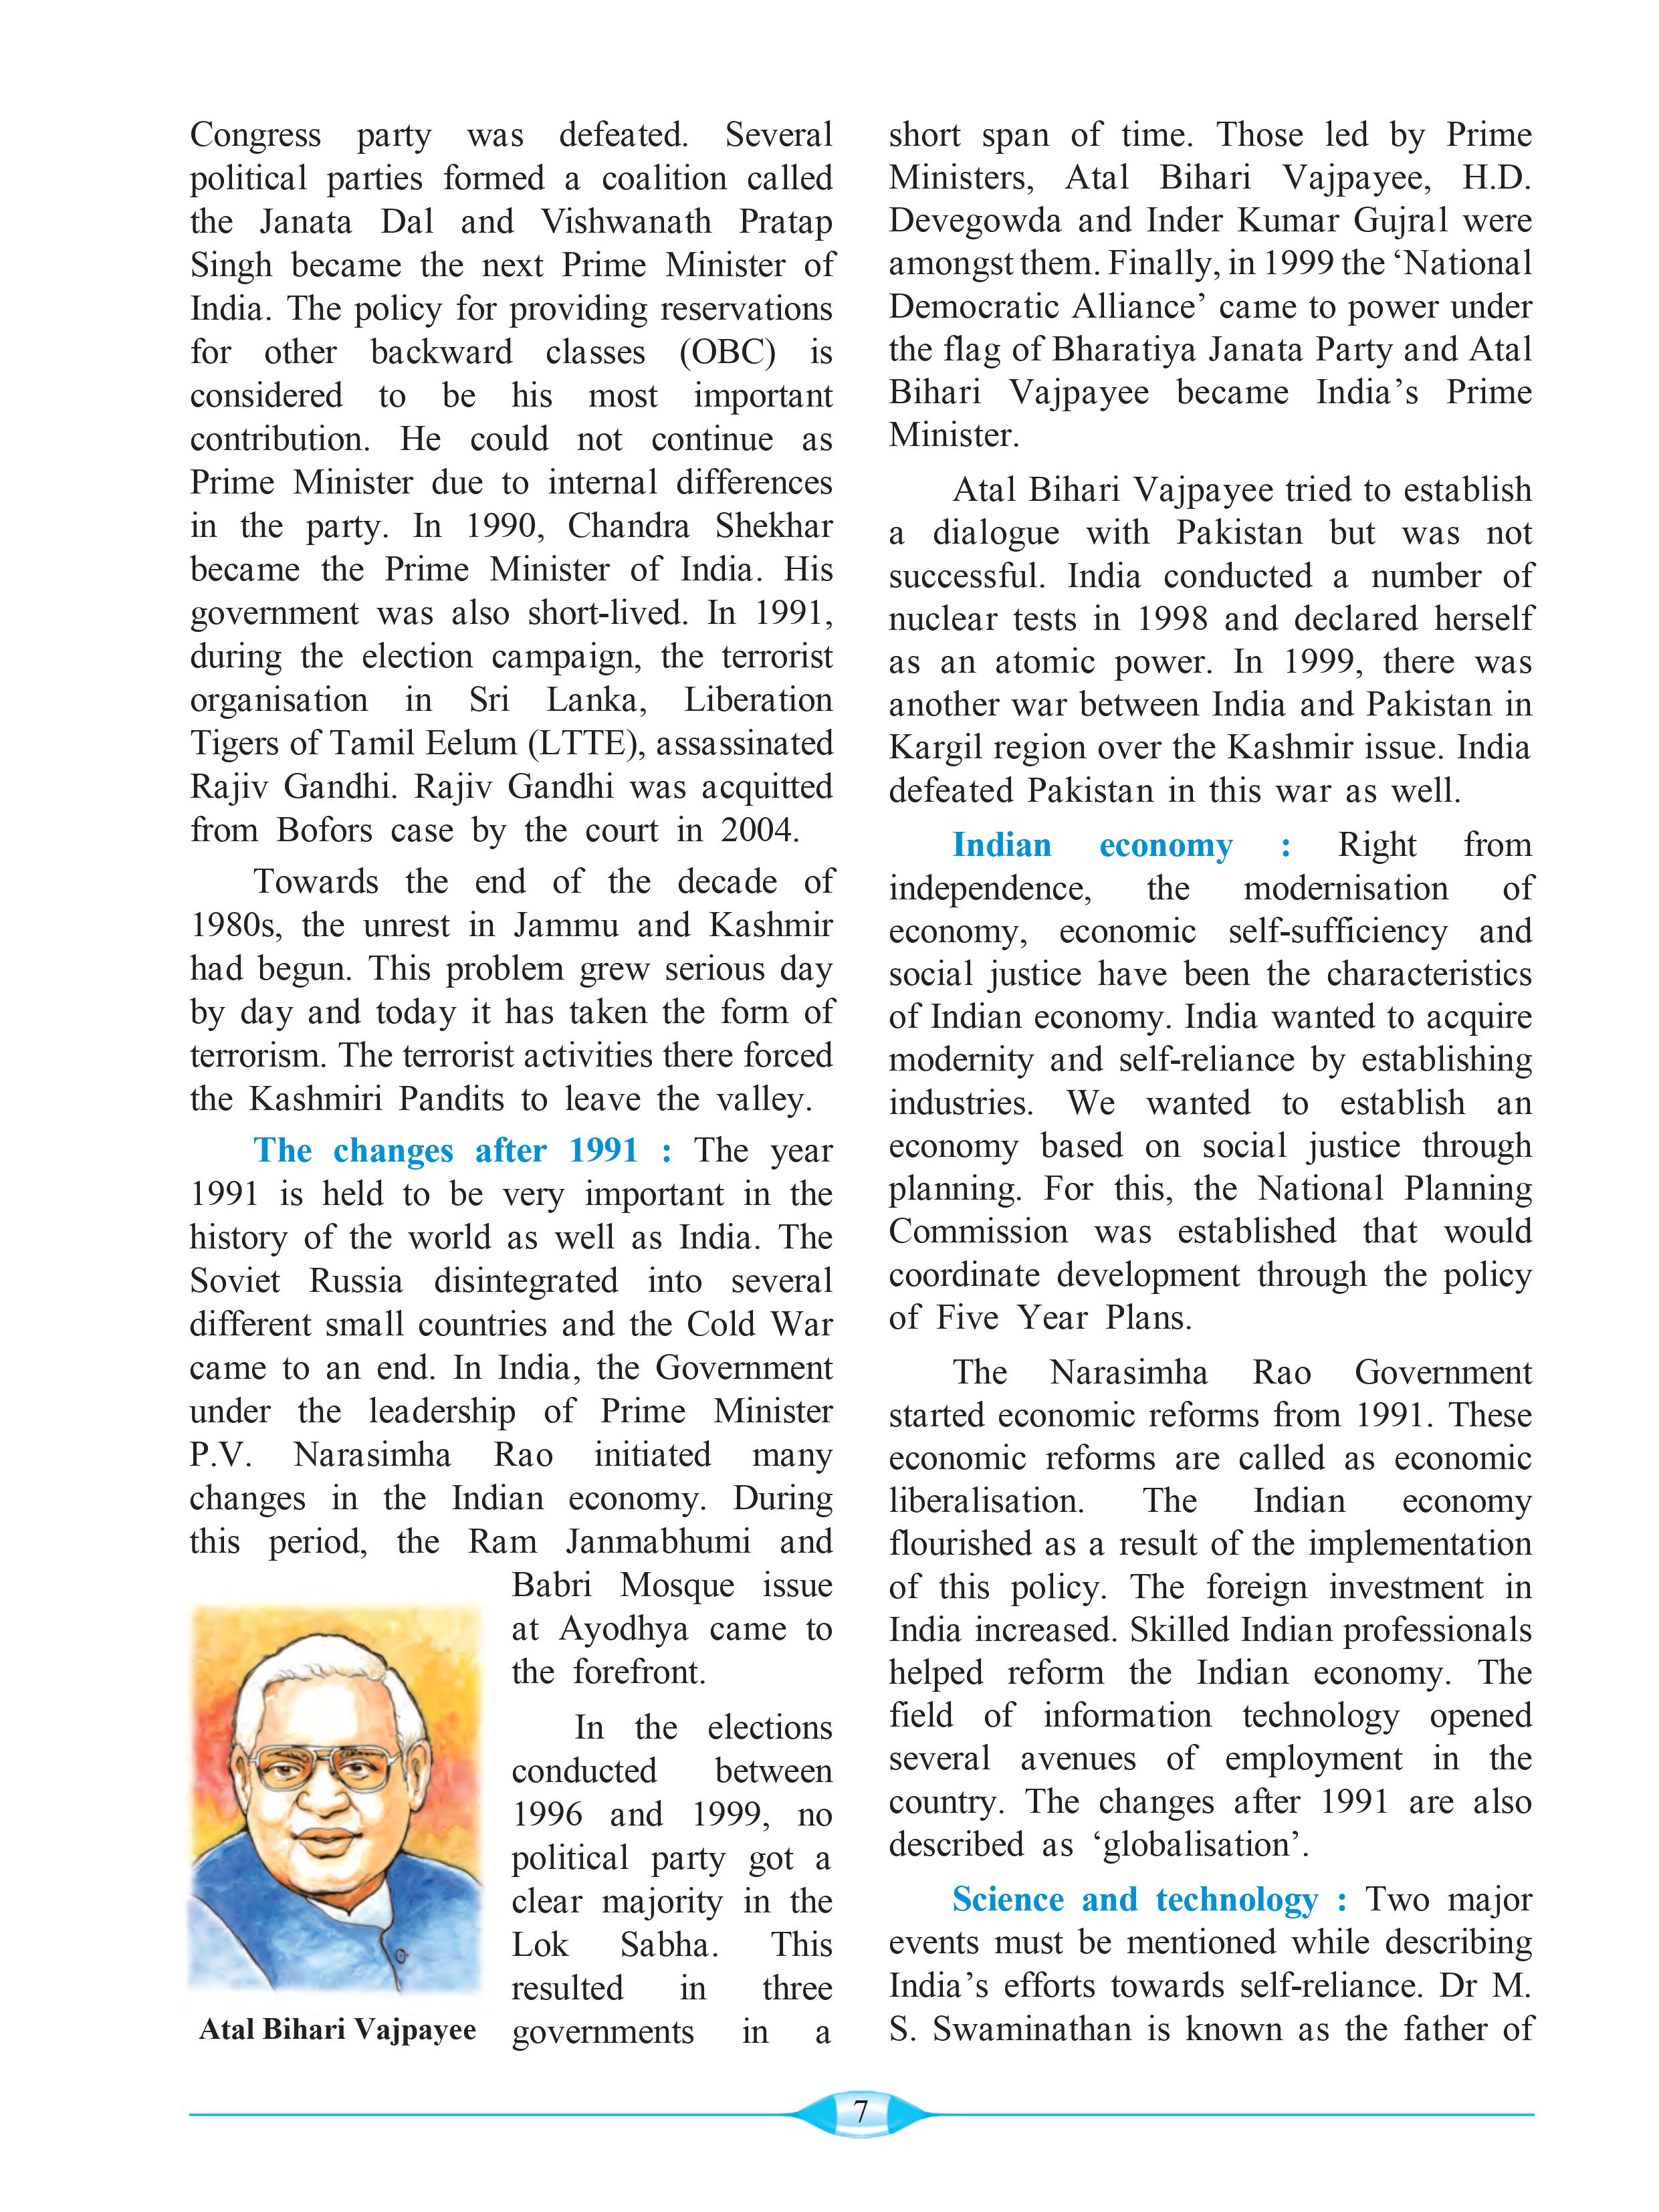 Congress party was defeated. Several
political parties formed a coalition called
the Janata Dal and Vishwanath Pratap
Singh became the next Prime Minister of
India. The policy for providing reservations
for other backward classes (OBC) is
considered to be his most important
contribution. He could not continue as
Prime Minister due to internal differences
in the party. In 1990, Chandra Shekhar
became the Prime Minister of India. His
government was also short-lived. In 1991,
during the election campaign, the terrorist
organisation in Sri Lanka, Liberation
Tigers of Tamil Eelum (LTTE), assassinated
Rajiv Gandhi. Rajiv Gandhi was acquitted
from Bofors case by the court in 2004.
Towards the end of the decade of
1980s, the unrest in Jammu and Kashmir
had begun. This problem grew serious day
by day and today it has taken the form of
terrorism. The terrorist activities there forced
the Kashmiri Pandits to leave the valley.
The changes after 1991 : The year
1991 is held to be very important in the
history of the world as well as India. The
Soviet Russia disintegrated into several
different small countries and the Cold War
came to an end. In India, the Government
under the leadership of Prime Minister
P.V. Narasimha Rao initiated many
changes in the Indian economy. During
this period, the Ram Janmabhumi and
Babri Mosque issue
at Ayodhya came to
the forefront.
In the elections
conducted between
1996 and 1999, no
political party got a
clear majority in the
Lok Sabha. This
resulted in three
governments in a
Atal Bihari Vajpayee
short span of time. Those led by Prime
Ministers, Atal Bihari Vajpayee, H.D.
Devegowda and Inder Kumar Gujral were
amongst them. Finally, in 1999 the ‘National
Democratic Alliance’ came to power under
the flag of Bharatiya Janata Party and Atal
Bihari Vajpayee became India’s Prime
Minister.
Atal Bihari Vajpayee tried to establish
a dialogue with Pakistan but was not
successful. India conducted a number of
nuclear tests in 1998 and declared herself
as an atomic power. In 1999, there was
another war between India and Pakistan in
Kargil region over the Kashmir issue. India
defeated Pakistan in this war as well.
Indian economy : Right from
independence, the modernisation of
economy, economic self-sufficiency and
social justice have been the characteristics
of Indian economy. India wanted to acquire
modernity and self-reliance by establishing
industries. We wanted to establish an
economy based on social justice through
planning. For this, the National Planning
Commission was established that would
coordinate development through the policy
of Five Year Plans.
The Narasimha Rao Government
started economic reforms from 1991. These
economic reforms are called as economic
liberalisation. The Indian economy
flourished as a result of the implementation
of this policy. The foreign investment in
India increased. Skilled Indian professionals
helped reform the Indian economy. The
field of information technology opened
several avenues of employment in the
country. The changes after 1991 are also
described as ‘globalisation’.
Science and technology : Two major
events must be mentioned while describing
India’s efforts towards self-reliance. Dr M.
S. Swaminathan is known as the father of
7